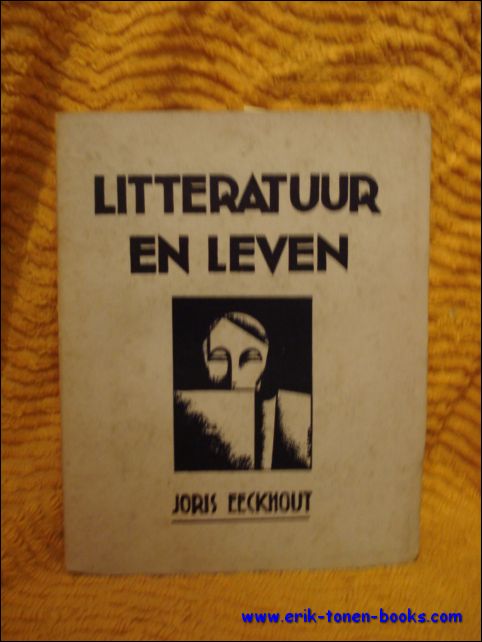 LITTERATUUR
EN LEVEN
JORIS EECKHOUT
www.erik-tonen-books.com